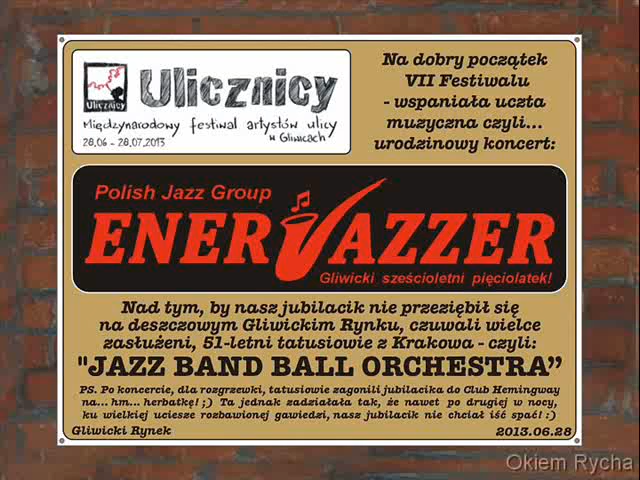 Ulicznicy
Ulicznicy
Międzynarodowy festiwal artystów ulicy
w Gliwicach
28.06 - 28.07.2013
Na dobry początek
VII Festiwalu
- wspaniała uczta
muzyczna czyli...
urodzinowy koncert:
Polish Jazz Group
ENERJAZZER
Gliwicki sześcioletni pięciolatek!
Nad tym, by nasz jubilacik nie przeziębił się
na deszczowym Gliwickim Rynku, czuwali wielce
zasłużeni, 51-letni tatusiowie z Krakowa - czyli:
"JAZZ BAND BALL ORCHESTRA”
PS. Po koncercie, dla rozgrzewki, tatusiowie zagonili jubilacika do Club Hemingway
na... hm... herbatkę! ;) Ta jednak zadziałała tak, że nawet po drugiej w nocy,
ku wielkiej uciesze rozbawionej gawiedzi, nasz jubilacik nie chciał iść spać! :)
Gliwicki Rynek
2013.06.28
Okiem Rycha